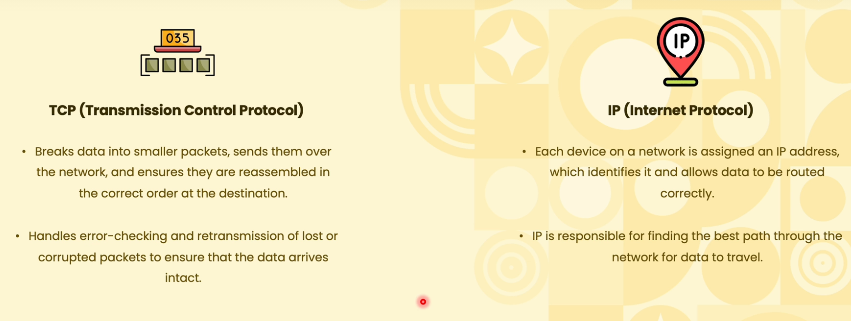 035
TCP (Transmission Control Protocol)
• Breaks data into smaller packets, sends them over
the network, and ensures they are reassembled in
the correct order at the destination.
• Handles error-checking and retransmission of lost or
corrupted packets to ensure that the data arrives
intact.
IP
IP (Internet Protocol)
• Each device on a network is assigned an IP address,
which identifies it and allows data to be routed
correctly.
• IP is responsible for finding the best path through the
network for data to travel.